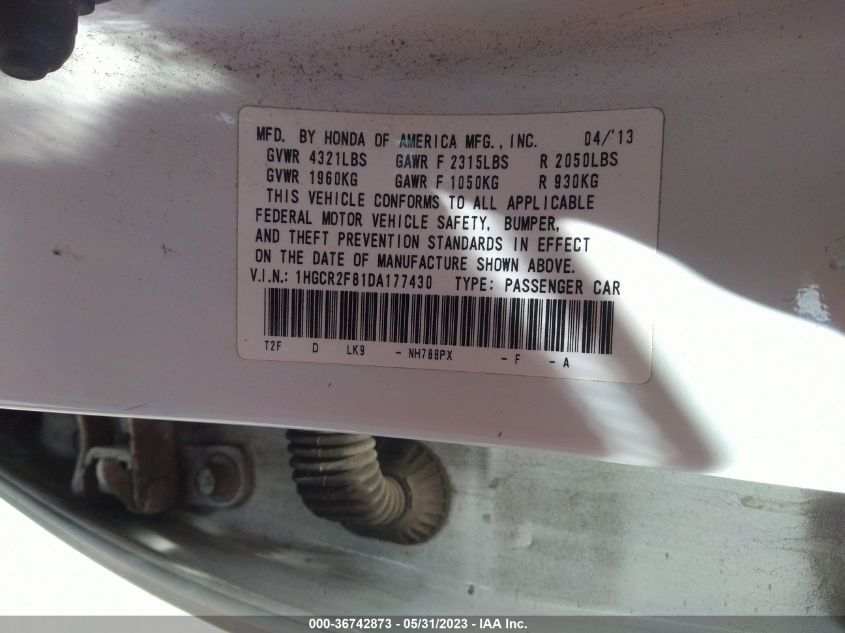 MFD. BY HONDA OF AMERICA MFG., INC. 04/'13
GVWR 4321LBS GAWR F 2315LBS R 2050LBS
GVWR 1960KG GAWR F 1050KG R 930KG
THIS VEHICLE CONFORMS TO ALL APPLICABLE
FEDERAL MOTOR VEHICLE SAFETY, BUMPER,
AND THEFT PREVENTION STANDARDS IN EFFECT
ON THE DATE OF MANUFACTURE SHOWN ABOVE.
V.I.N.: 1HGCR2F81DA177430 TYPE: PASSENGER CAR
T2F D LK9 - NH788PX - F - A
000-36742873 - 05/31/2023 - IAA Inc.